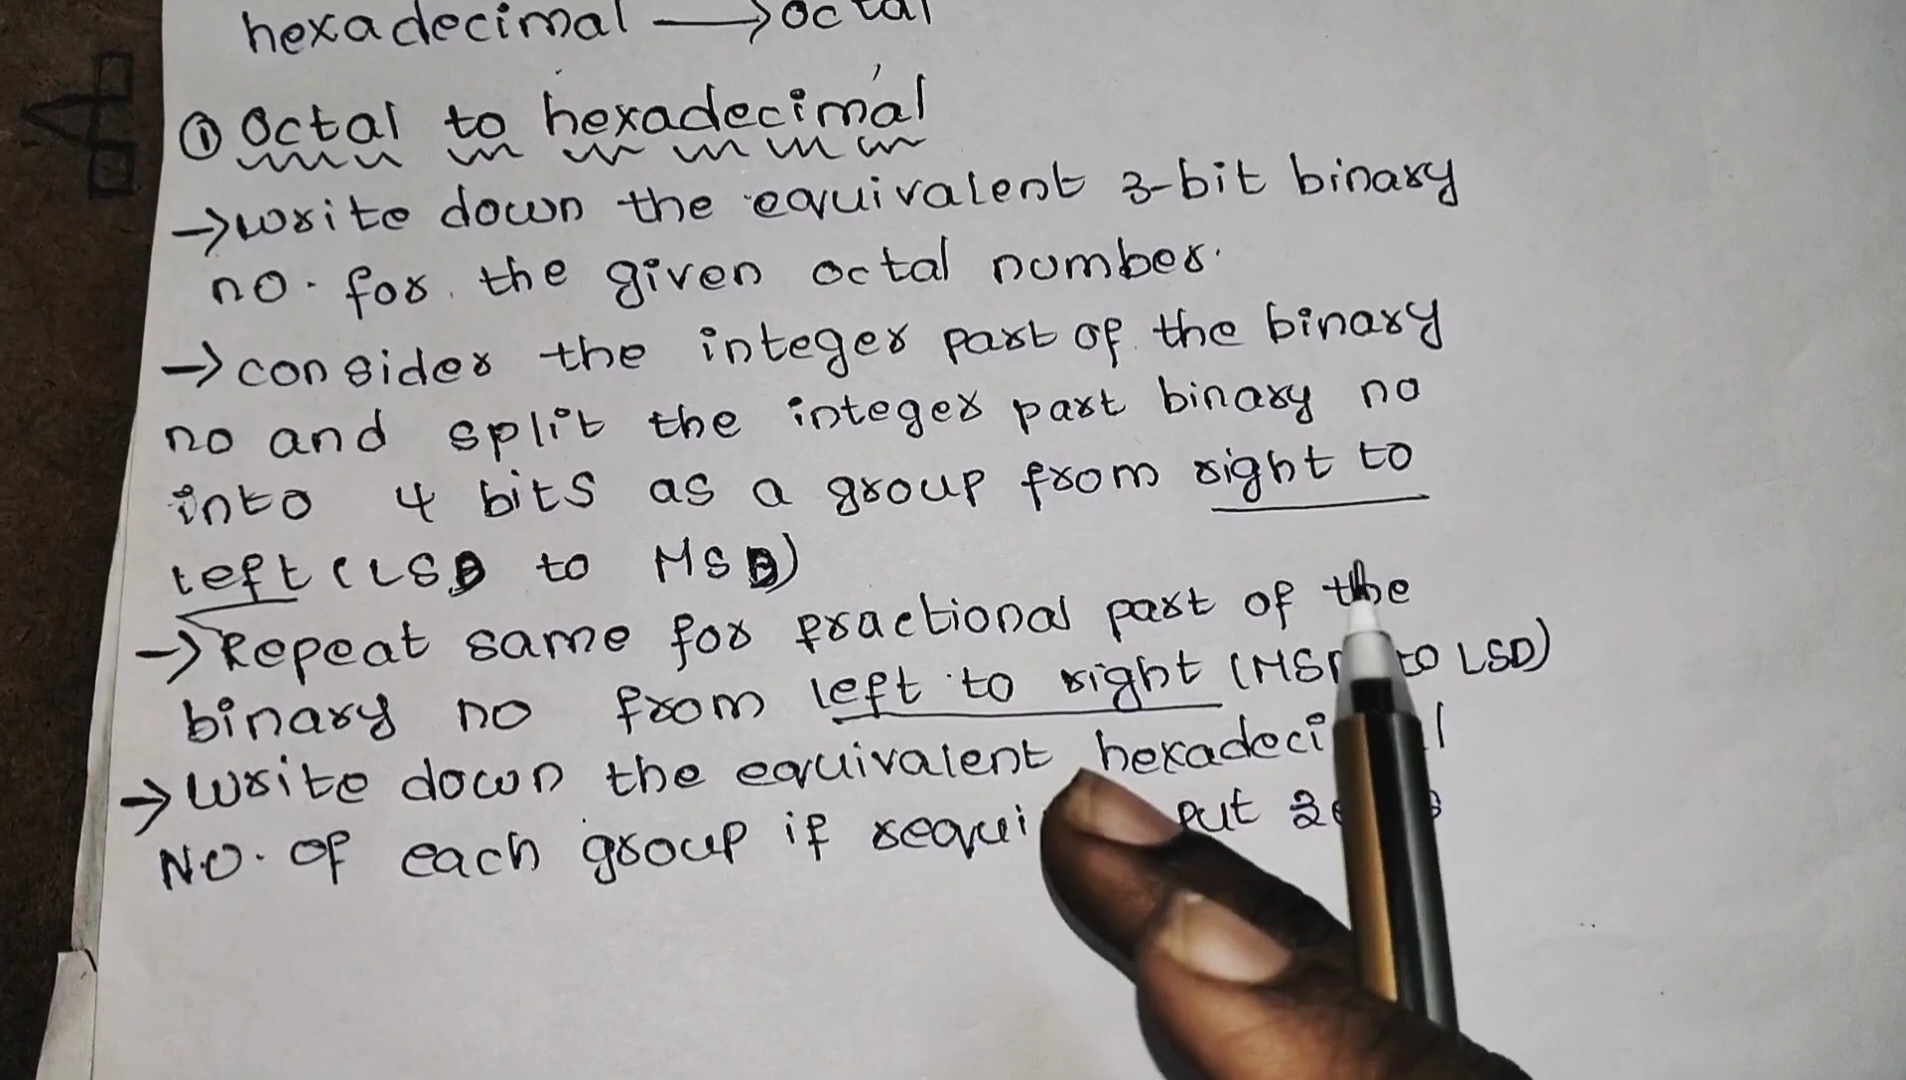 hexadecimal → octal
① Octal to hexadecimal
→ write down the equivalent 3-bit binary
no. for the given octal number.
→ consider the integer part of the binary
no and split the integer part binary no
into 4 bits as a group from right to
left (LSB to MSB)
→ Repeat same for fractional part of the
binary no from left to right (MSD to LSD)
→ write down the equivalent hexadecimal
NO. of each group if put